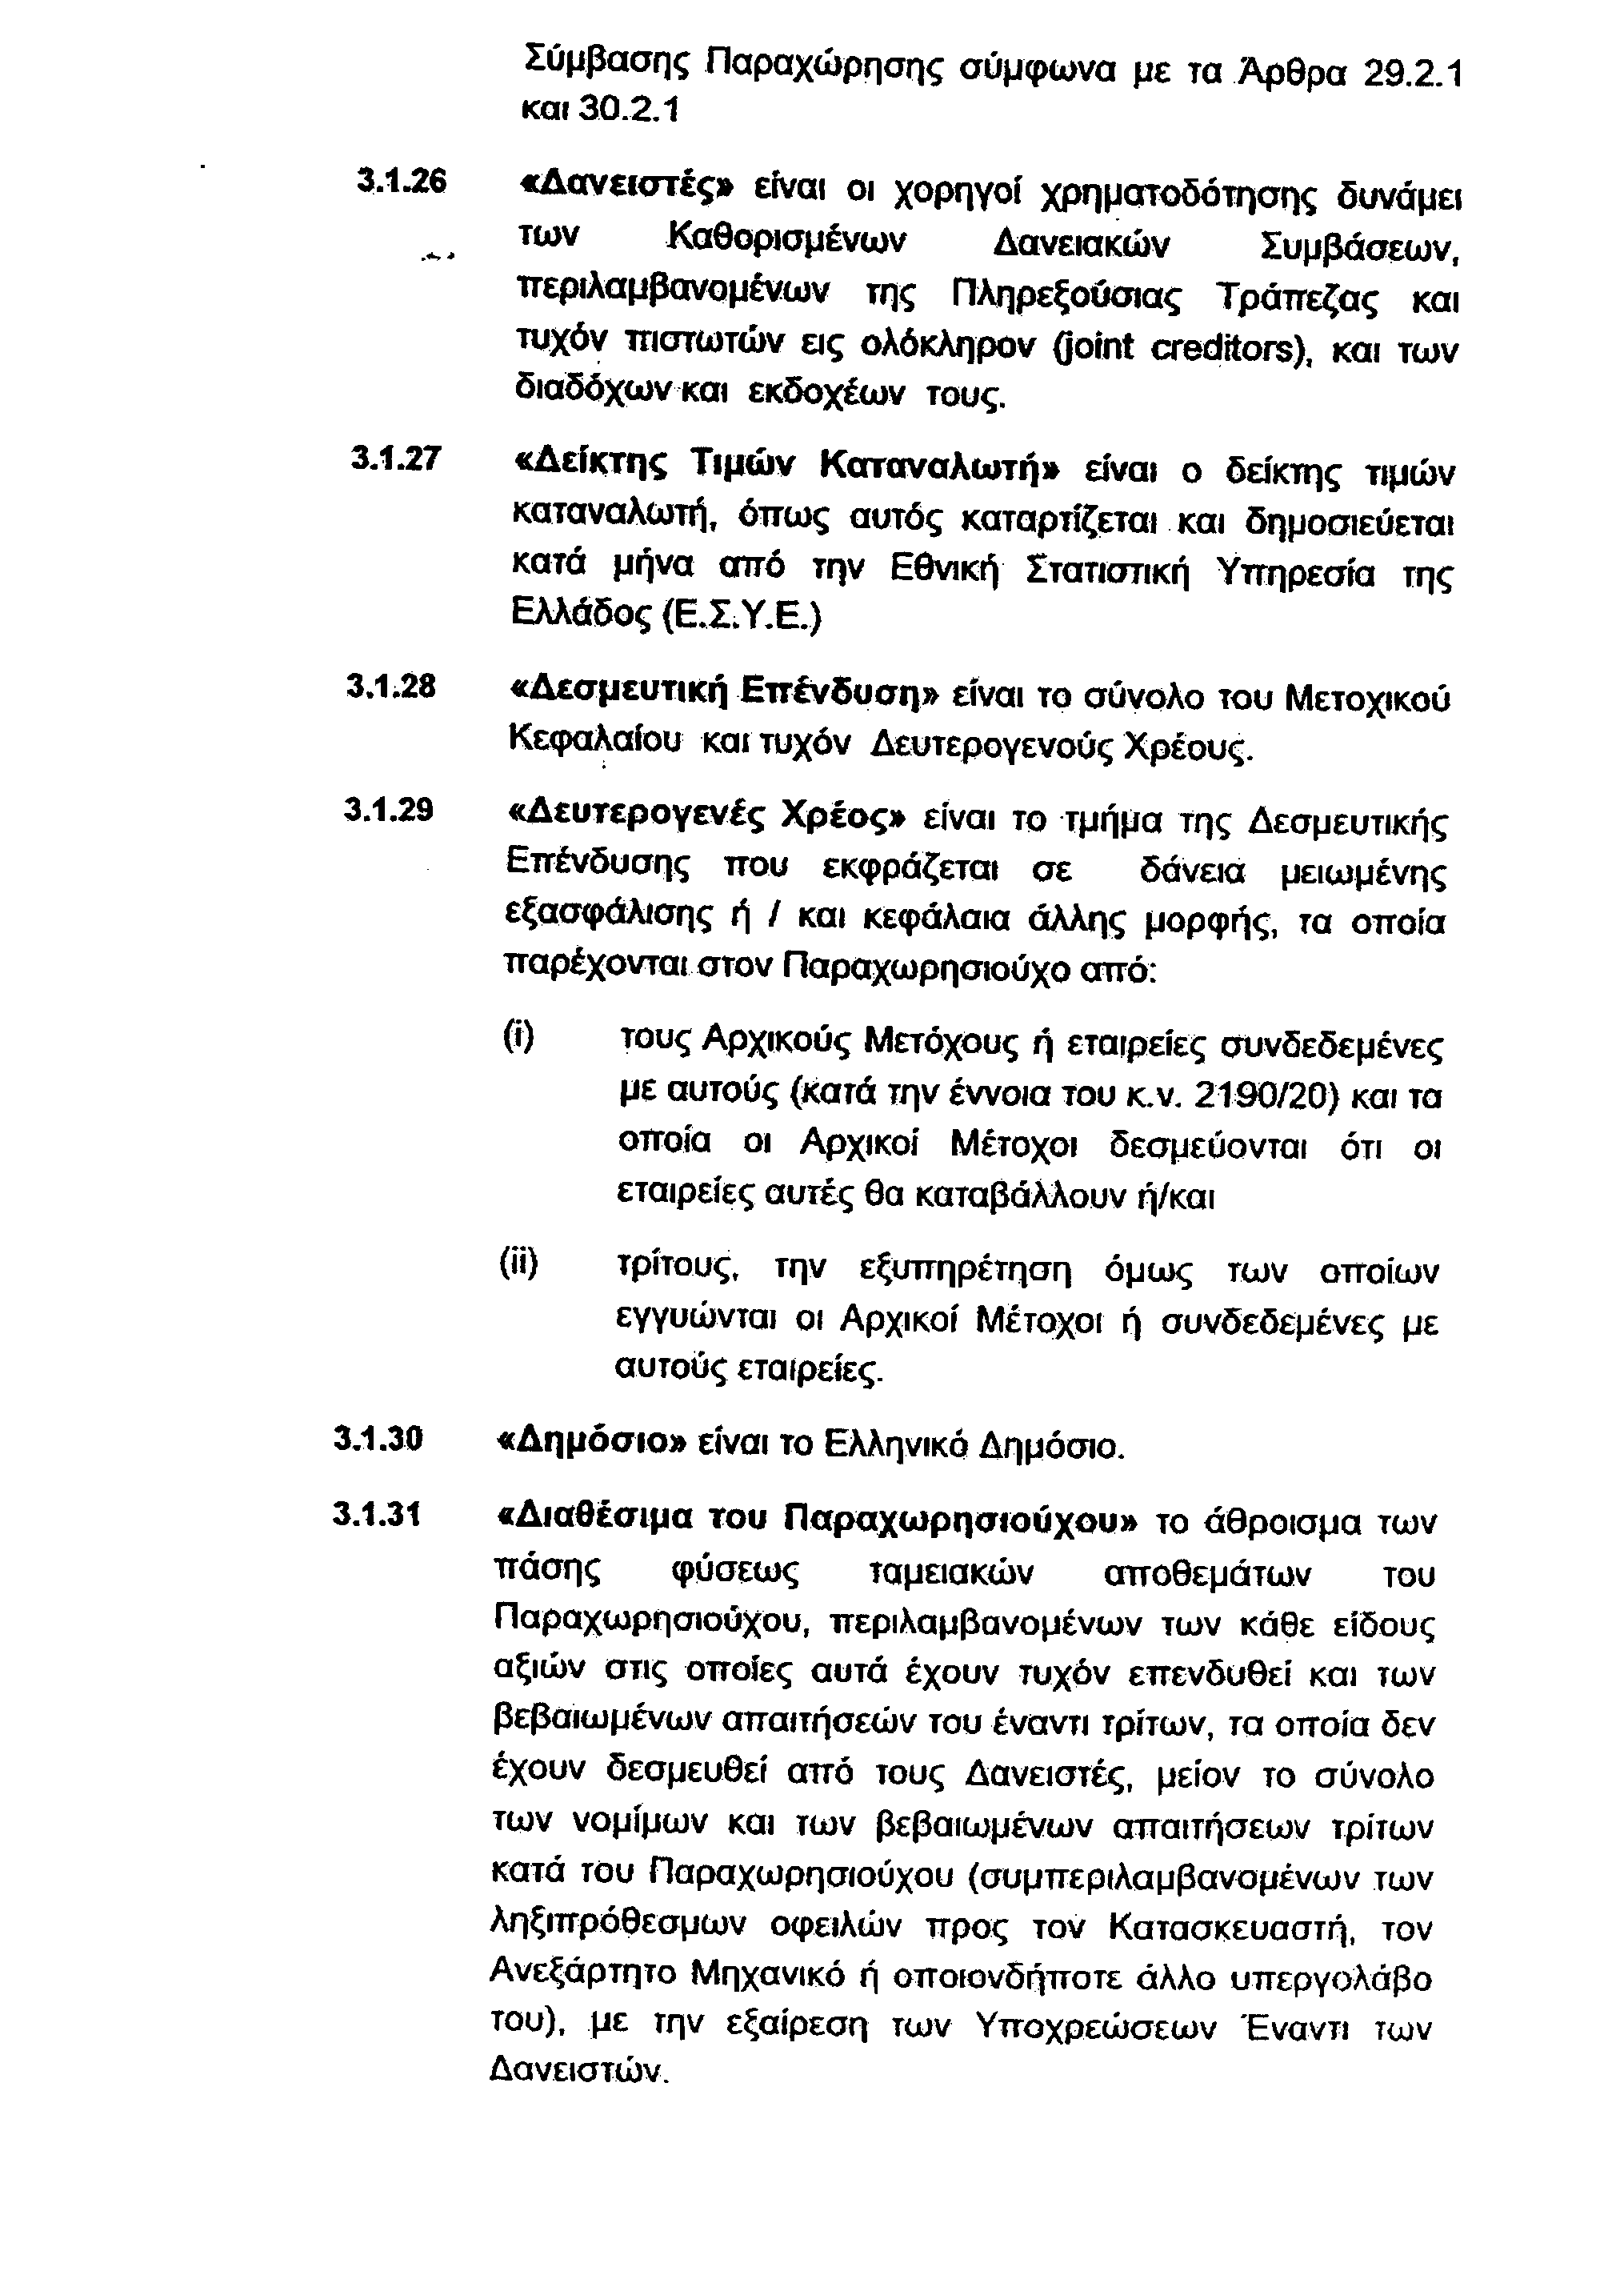 Σύμβασης Παραχώρησης σύμφωνα με τα Άρθρα 29.2.1
και 30.2.1
3.1.26 «Δανειστές» είναι οι χορηγοί χρηματοδότησης δυνάμει
των Καθορισμένων Δανειακών Συμβάσεων,
περιλαμβανομένων της Πληρεξούσιας Τράπεζας και
τυχόν πιστωτών εις ολόκληρον (joint creditors), και των
διαδόχων και εκδοχέων τους.
3.1.27 «Δείκτης Τιμών Καταναλωτή» είναι ο δείκτης τιμών
καταναλωτή, όπως αυτός καταρτίζεται και δημοσιεύεται
κατά μήνα από την Εθνική Στατιστική Υπηρεσία της
Ελλάδος (Ε.Σ.Υ.Ε.)
3.1.28 «Δεσμευτική Επένδυση» είναι το σύνολο του Μετοχικού
Κεφαλαίου και τυχόν Δευτερογενούς Χρέους.
3.1.29 «Δευτερογενές Χρέος» είναι το τμήμα της Δεσμευτικής
Επένδυσης που εκφράζεται σε δάνεια μειωμένης
εξασφάλισης ή / και κεφάλαια άλλης μορφής, τα οποία
παρέχονται στον Παραχωρησιούχο από:
(i) τους Αρχικούς Μετόχους ή εταιρείες συνδεδεμένες
με αυτούς (κατά την έννοια του κ.ν. 2190/20) και τα
οποία οι Αρχικοί Μέτοχοι δεσμεύονται ότι οι
εταιρείες αυτές θα καταβάλλουν ή/και
(ii) τρίτους, την εξυπηρέτηση όμως των οποίων
εγγυώνται οι Αρχικοί Μέτοχοι ή συνδεδεμένες με
αυτούς εταιρείες.
3.1.30 «Δημόσιο» είναι το Ελληνικό Δημόσιο.
3.1.31 «Διαθέσιμα του Παραχωρησιούχου» το άθροισμα των
πάσης φύσεως ταμειακών αποθεμάτων του
Παραχωρησιούχου, περιλαμβανομένων των κάθε είδους
αξιών στις οποίες αυτά έχουν τυχόν επενδυθεί και των
βεβαιωμένων απαιτήσεών του έναντι τρίτων, τα οποία δεν
έχουν δεσμευθεί από τους Δανειστές, μείον το σύνολο
των νομίμων και των βεβαιωμένων απαιτήσεων τρίτων
κατά του Παραχωρησιούχου (συμπεριλαμβανομένων των
ληξιπρόθεσμων οφειλών προς τον Κατασκευαστή, τον
Ανεξάρτητο Μηχανικό ή οποιονδήποτε άλλο υπεργολάβο
του), με την εξαίρεση των Υποχρεώσεων Έναντι των
Δανειστών.